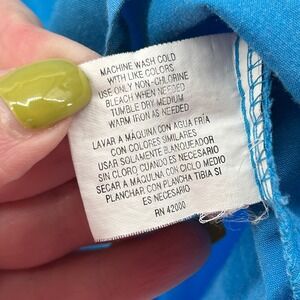 MACHINE WASH COLD
WITH LIKE COLORS
USE ONLY NON-CHLORINE
BLEACH WHEN NEEDED
TUMBLE DRY MEDIUM
WARM IRON AS NEEDED
LAVAR A MAQUINA CON AGUA FRIA
CON COLORES SIMILARES
USAR SOLAMENTE BLANQUEADOR
SIN CLORO, CUANDO ES NECESARIO
SECAR A MAQUINA CON CICLO MEDIO
PLANCHAR CON PLANCHA TIBIA SI
ES NECESARIO
RN 42000